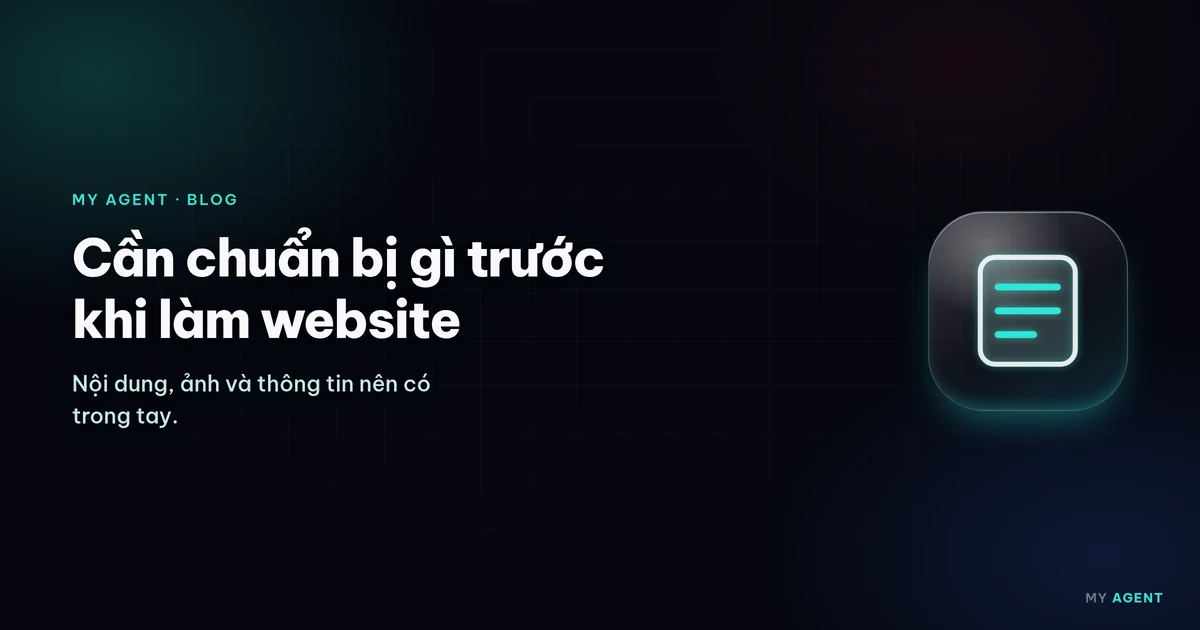 MY AGENT · BLOG
Cần chuẩn bị gì trước
khi làm website
Nội dung, ảnh và thông tin nên có
trong tay.
MY AGENT